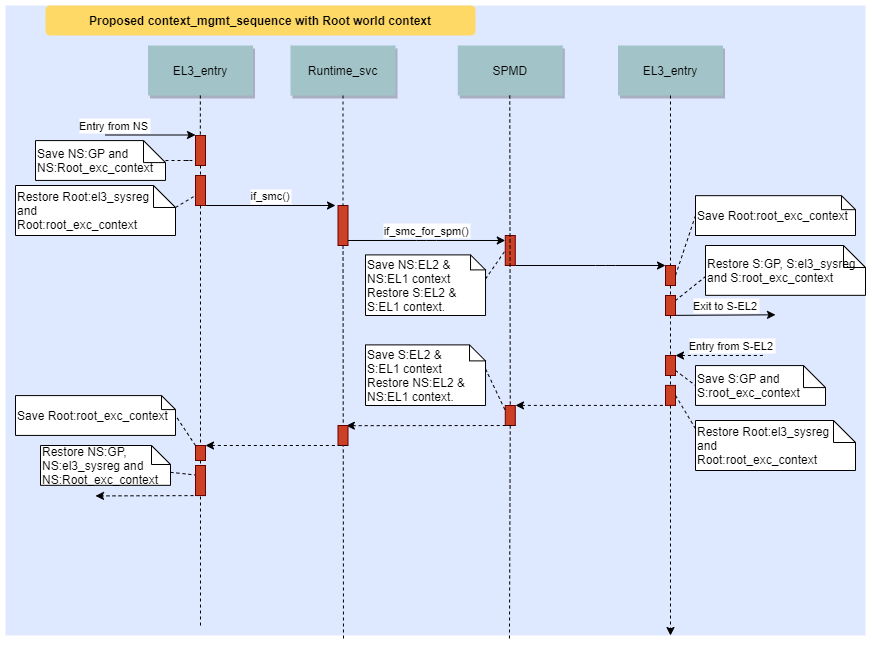 Proposed context_mgmt_sequence with Root world context
EL3_entry
Runtime_svc
SPMD
EL3_entry
Entry from NS
Save NS:GP and
NS:Root_exc_context
Restore Root:el3_sysreg
and
Root:root_exc_context
if_smc()
if_smc_for_spm()
Save NS:EL2 &
NS:EL1 context
Restore S:EL2 &
S:EL1 context.
Save Root:root_exc_context
Restore S:GP, S:el3_sysreg
and S:root_exc_context
Exit to S-EL2
Entry from S-EL2
Save S:GP and
S:root_exc_context
Restore Root:el3_sysreg
and
Root:root_exc_context
Save S:EL2 &
S:EL1 context
Restore NS:EL2 &
NS:EL1 context.
Save Root:root_exc_context
Restore NS:GP,
NS:el3_sysreg and
NS:Root_exc_context